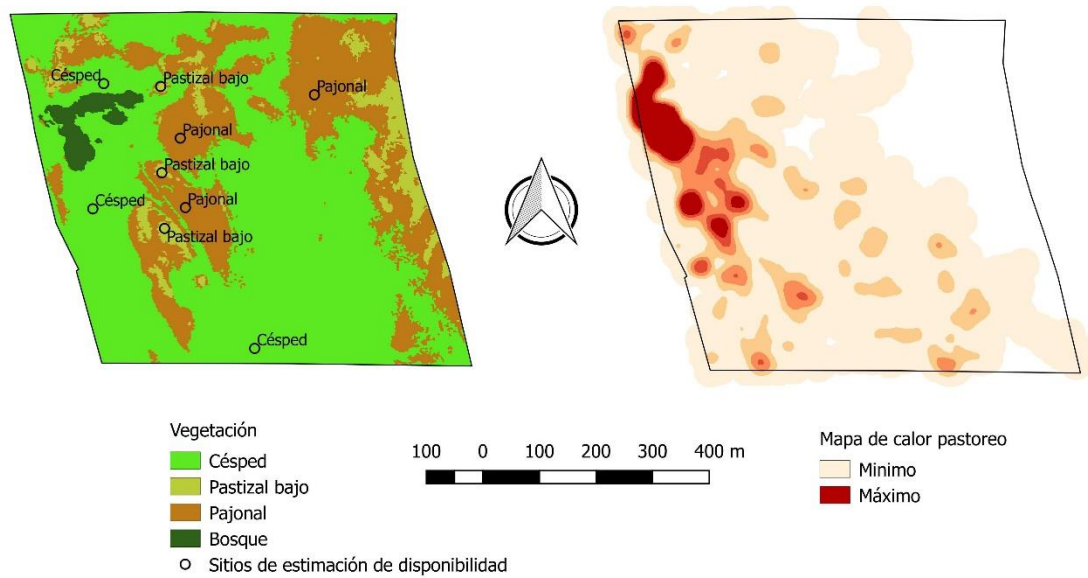 Césped
Pastizal bajo
Pajonal
Pajonal
Pastizal bajo
Césped
Pajonal
Pastizal bajo
Césped
Vegetación
Césped
Pastizal bajo
Pajonal
Bosque
Sitios de estimación de disponibilidad
100 0 100 200 300 400 m
Mapa de calor pastoreo
Minimo
Máximo